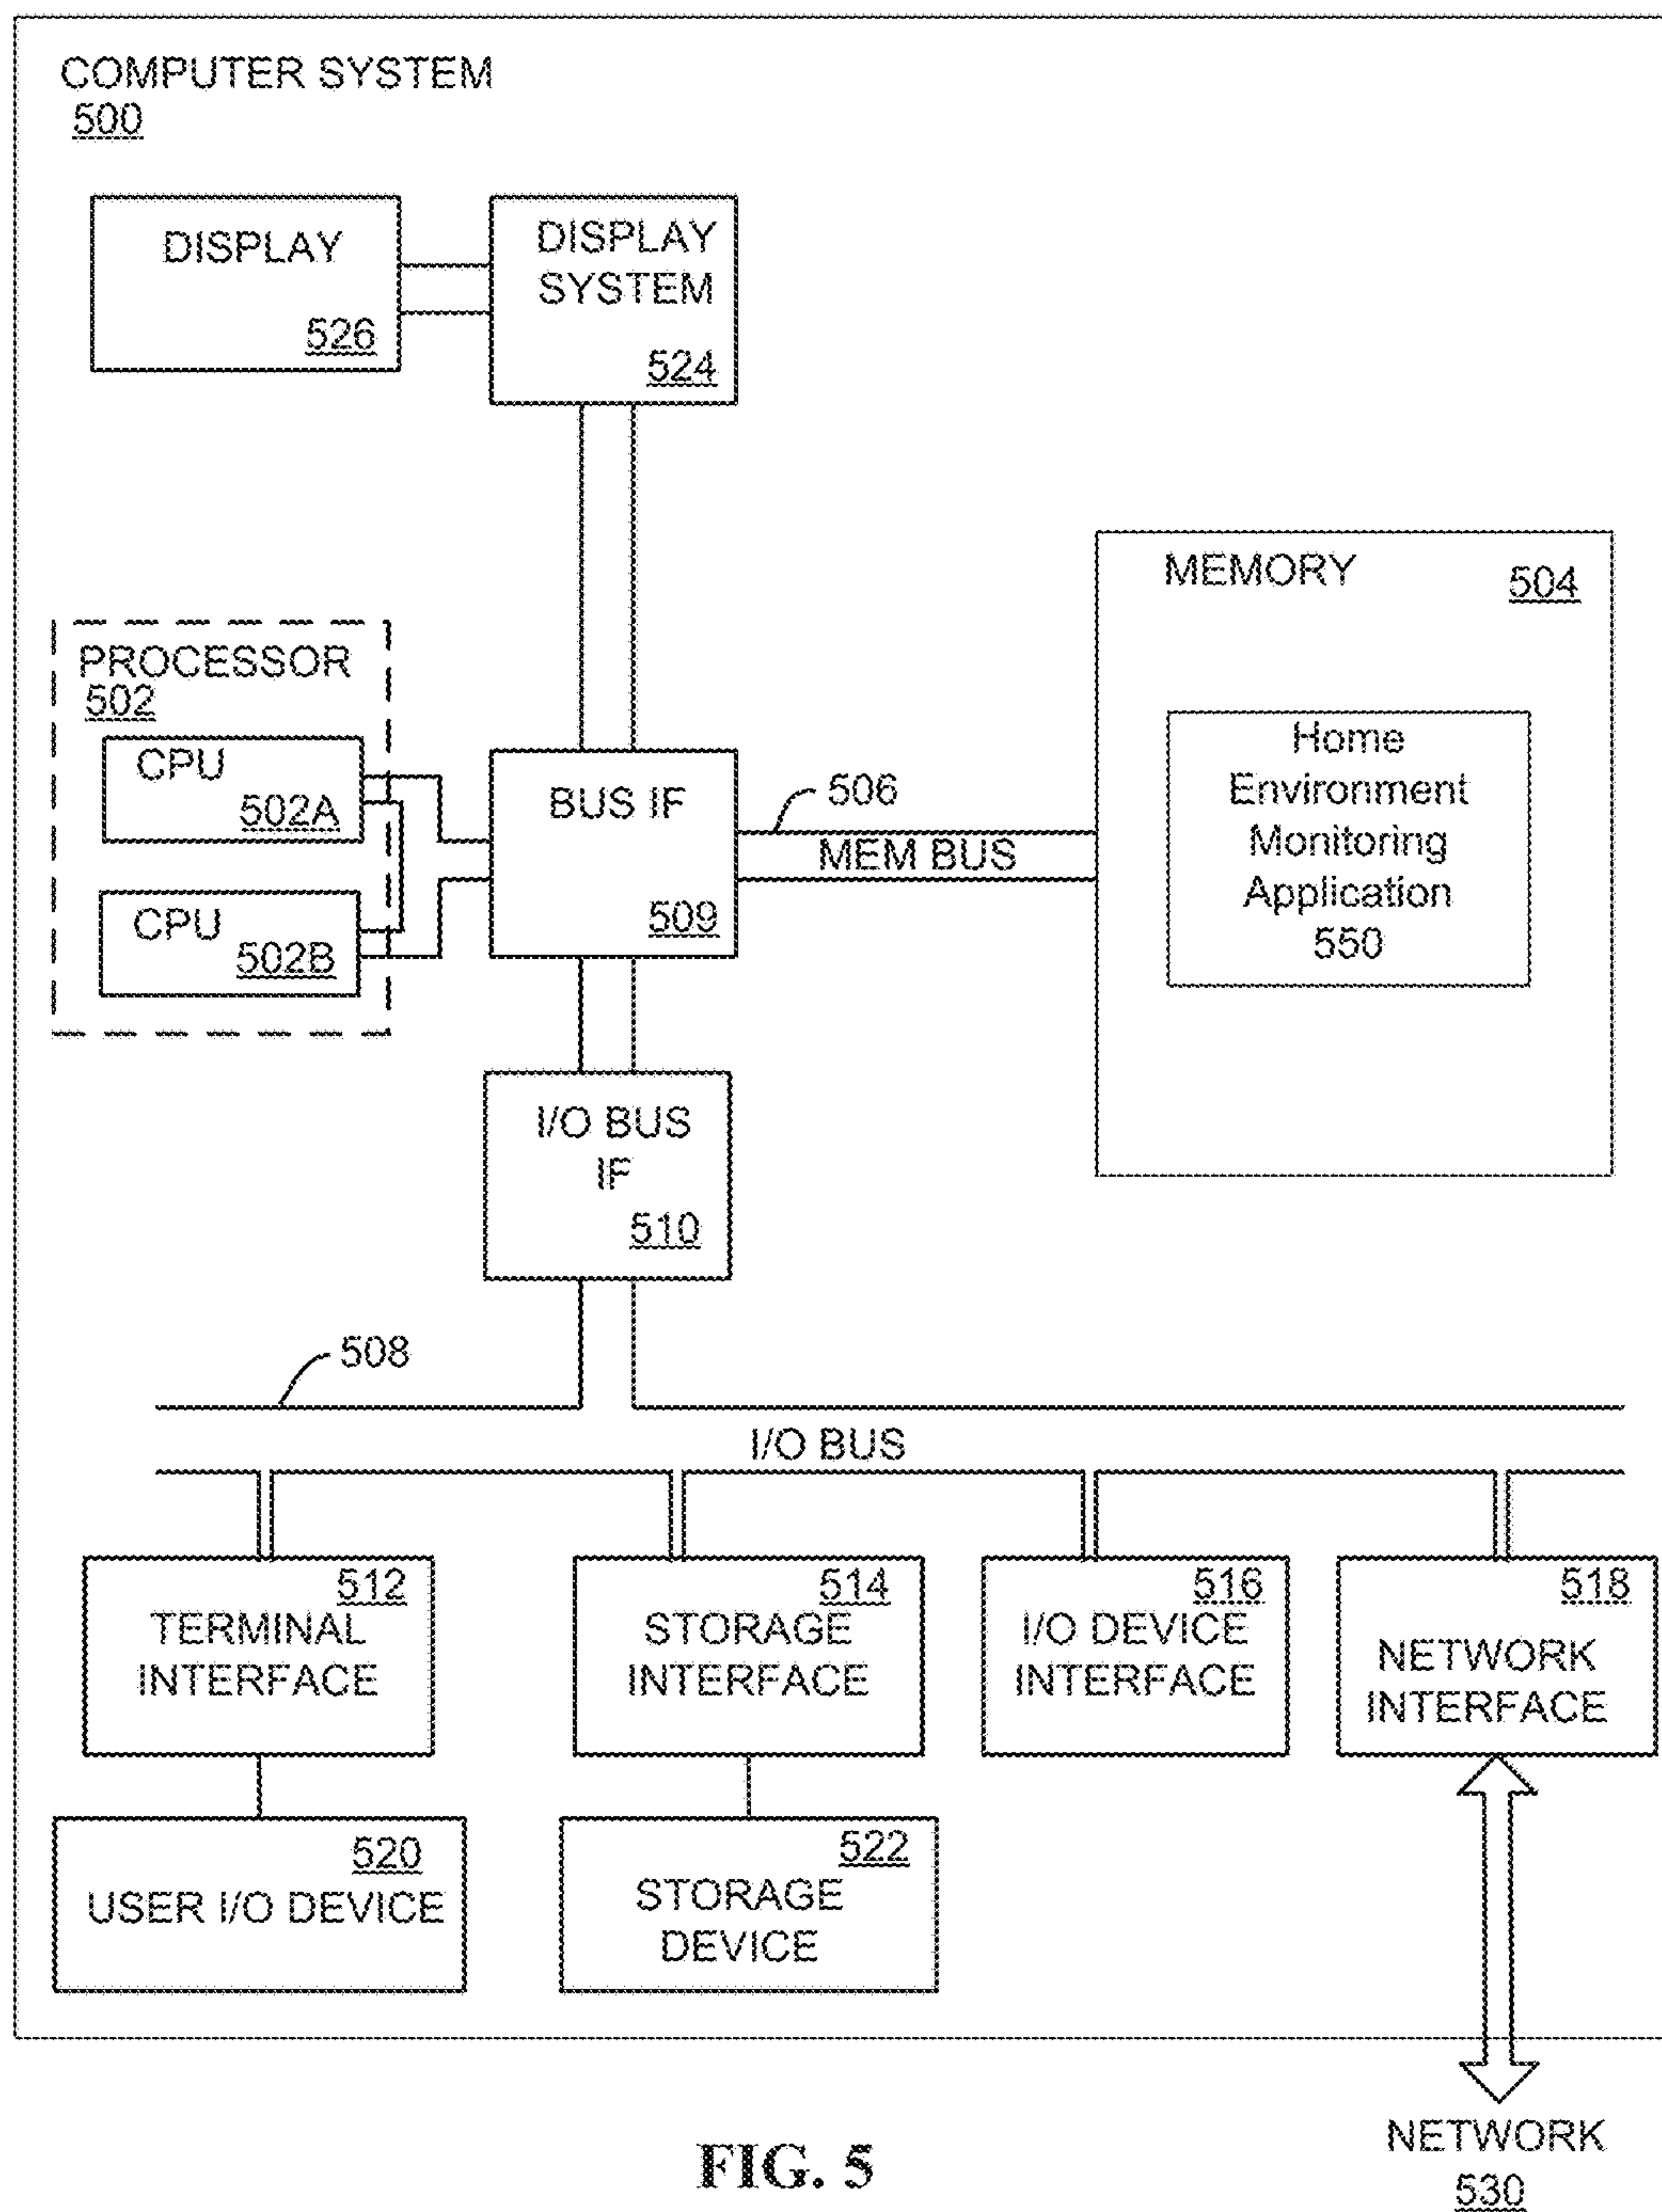 COMPUTER SYSTEM
500
DISPLAY
526
DISPLAY
SYSTEM
524
MEMORY
504
PROCESSOR
502
CPU
502A
CPU
502B
BUS IF
509
506
MEM BUS
Home
Environment
Monitoring
Application
550
I/O BUS
IF
510
508
I/O BUS
512
TERMINAL
INTERFACE
514
STORAGE
INTERFACE
516
I/O DEVICE
INTERFACE
518
NETWORK
INTERFACE
520
USER I/O DEVICE
522
STORAGE
DEVICE
NETWORK
530
FIG. 5